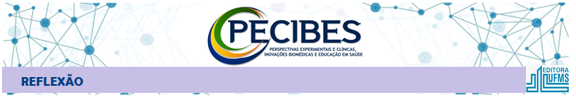 PECIBES
PERSPECTIVAS EXPERIMENTAIS E CLÍNICAS,
INOVAÇÕES BIOMÉDICAS E EDUCAÇÃO EM SAÚDE
REFLEXÃO
EDITORA
UFMS